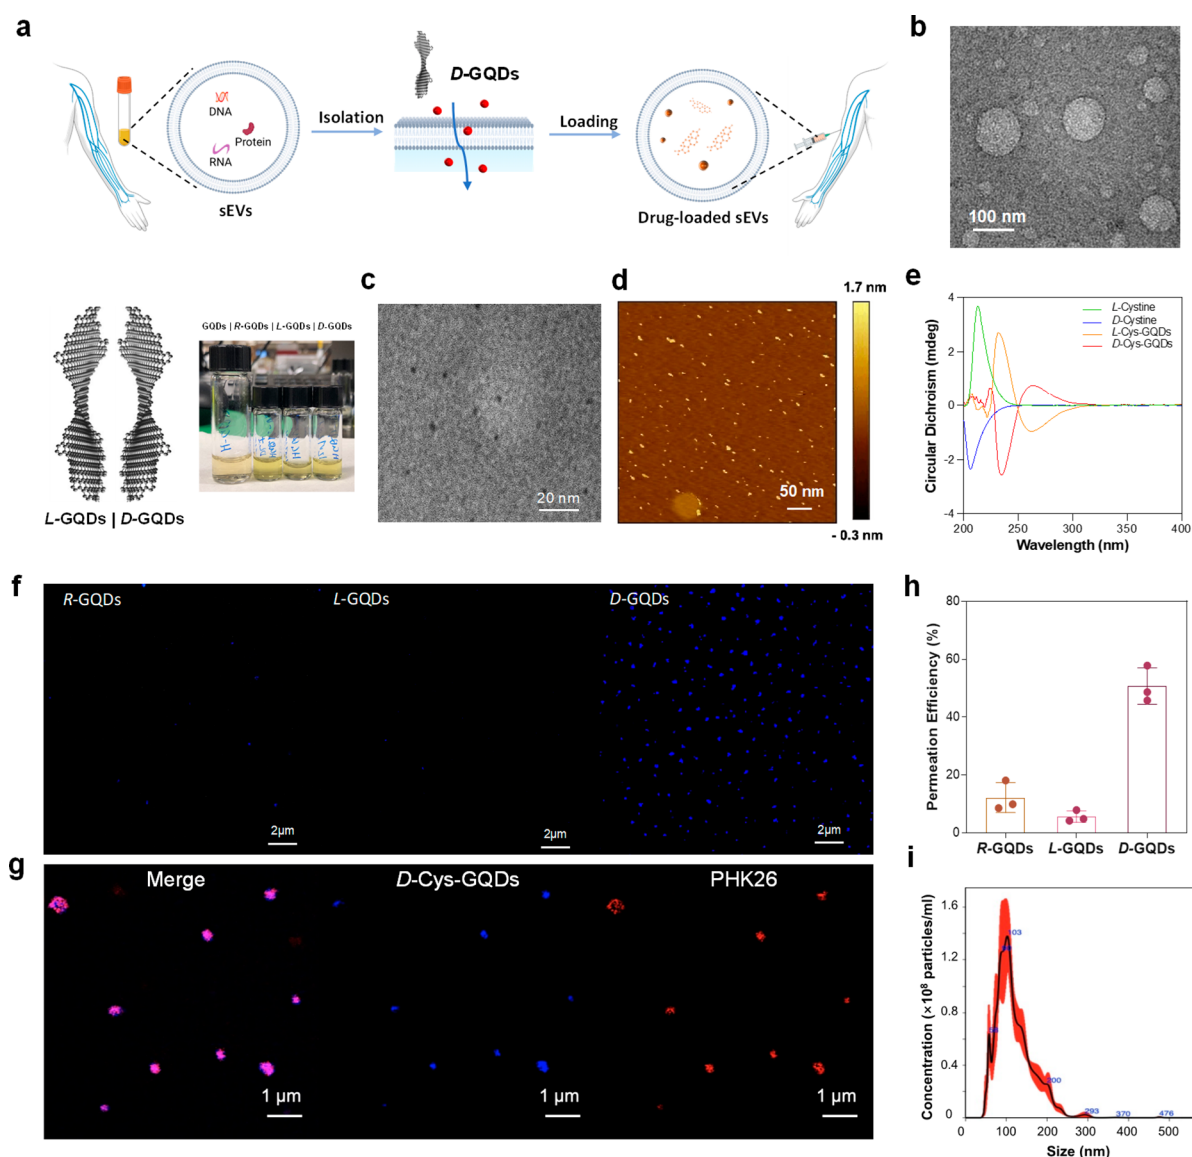 a
DNA
Protein
RNA
sEVs
Isolation
D-GQDs
Loading
Drug-loaded sEVs
b
100 nm
L-GQDs | D-GQDs
GQDs | R-GQDs | L-GQDs | D-GQDs
c
20 nm
d
1.7 nm
50 nm
- 0.3 nm
e
Circular Dichroism (mdeg)
4
2
0
-2
-4
L-Cystine
D-Cystine
L-Cys-GQDs
D-Cys-GQDs
200
250
300
350
400
Wavelength (nm)
f
R-GQDs
L-GQDs
D-GQDs
2μm
2μm
2μm
g
Merge
D-Cys-GQDs
PHK26
1 μm
1 μm
1 μm
h
Permeation Efficiency (%)
80
60
40
20
0
R-GQDs
L-GQDs
D-GQDs
i
Concentration (×10⁸ particles/ml)
1.6
1.2
0.8
0.4
0
103
200
293
370
476
0
100
200
300
400
500
Size (nm)